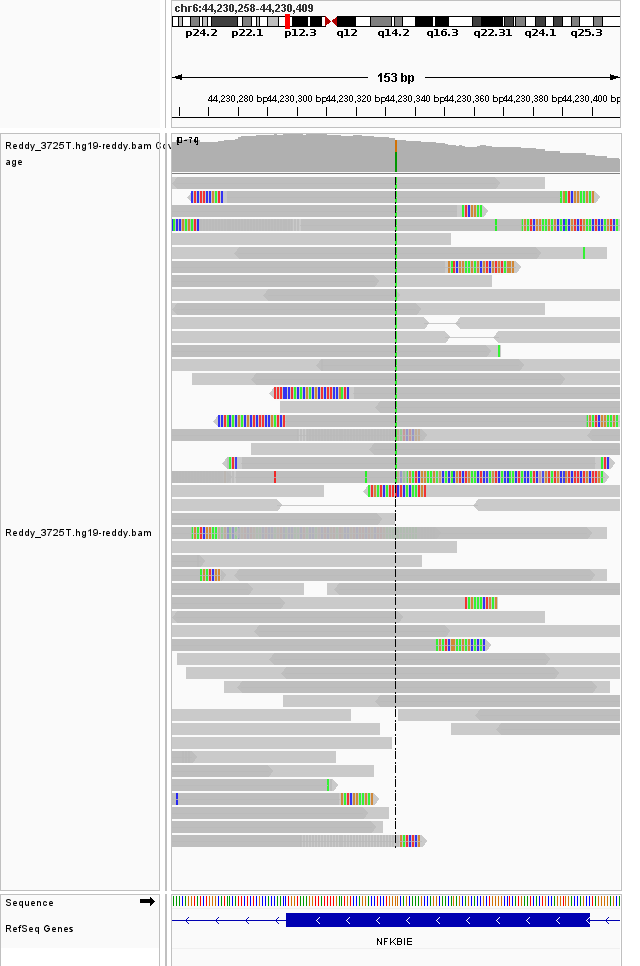 chr6:44,230,258-44,230,409
p24.2 p22.1 p12.3 q12 q14.2 q16.3 q22.31 q24.1 q25.3
153 bp
44,230,280 bp 44,230,300 bp 44,230,320 bp 44,230,340 bp 44,230,360 bp 44,230,380 bp 44,230,400 bp
Reddy_3725T.hg19-reddy.bam Cov
age
Reddy_3725T.hg19-reddy.bam
Sequence
RefSeq Genes
NFKBIE